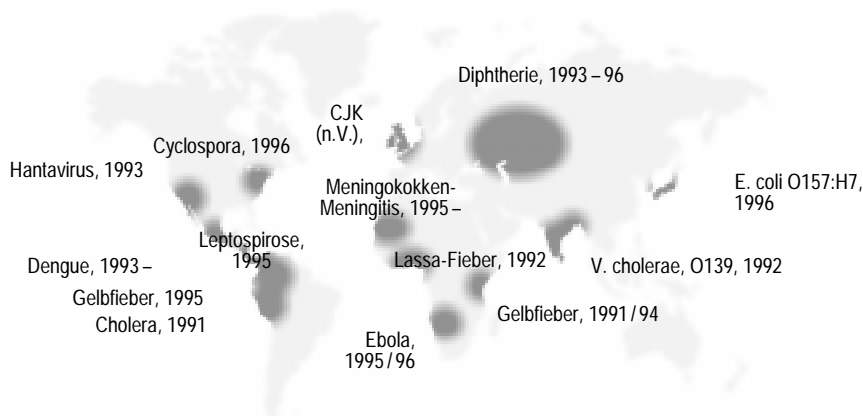 Diphtherie, 1993 – 96
CJK
(n.V.),
Cyclospora, 1996
Hantavirus, 1993
E. coli O157:H7,
1996
Meningokokken-
Meningitis, 1995 –
Leptospirose,
1995
Lassa-Fieber, 1992
Dengue, 1993 –
V. cholerae, O139, 1992
Gelbfieber, 1995
Cholera, 1991
Gelbfieber, 1991/94
Ebola,
1995/96